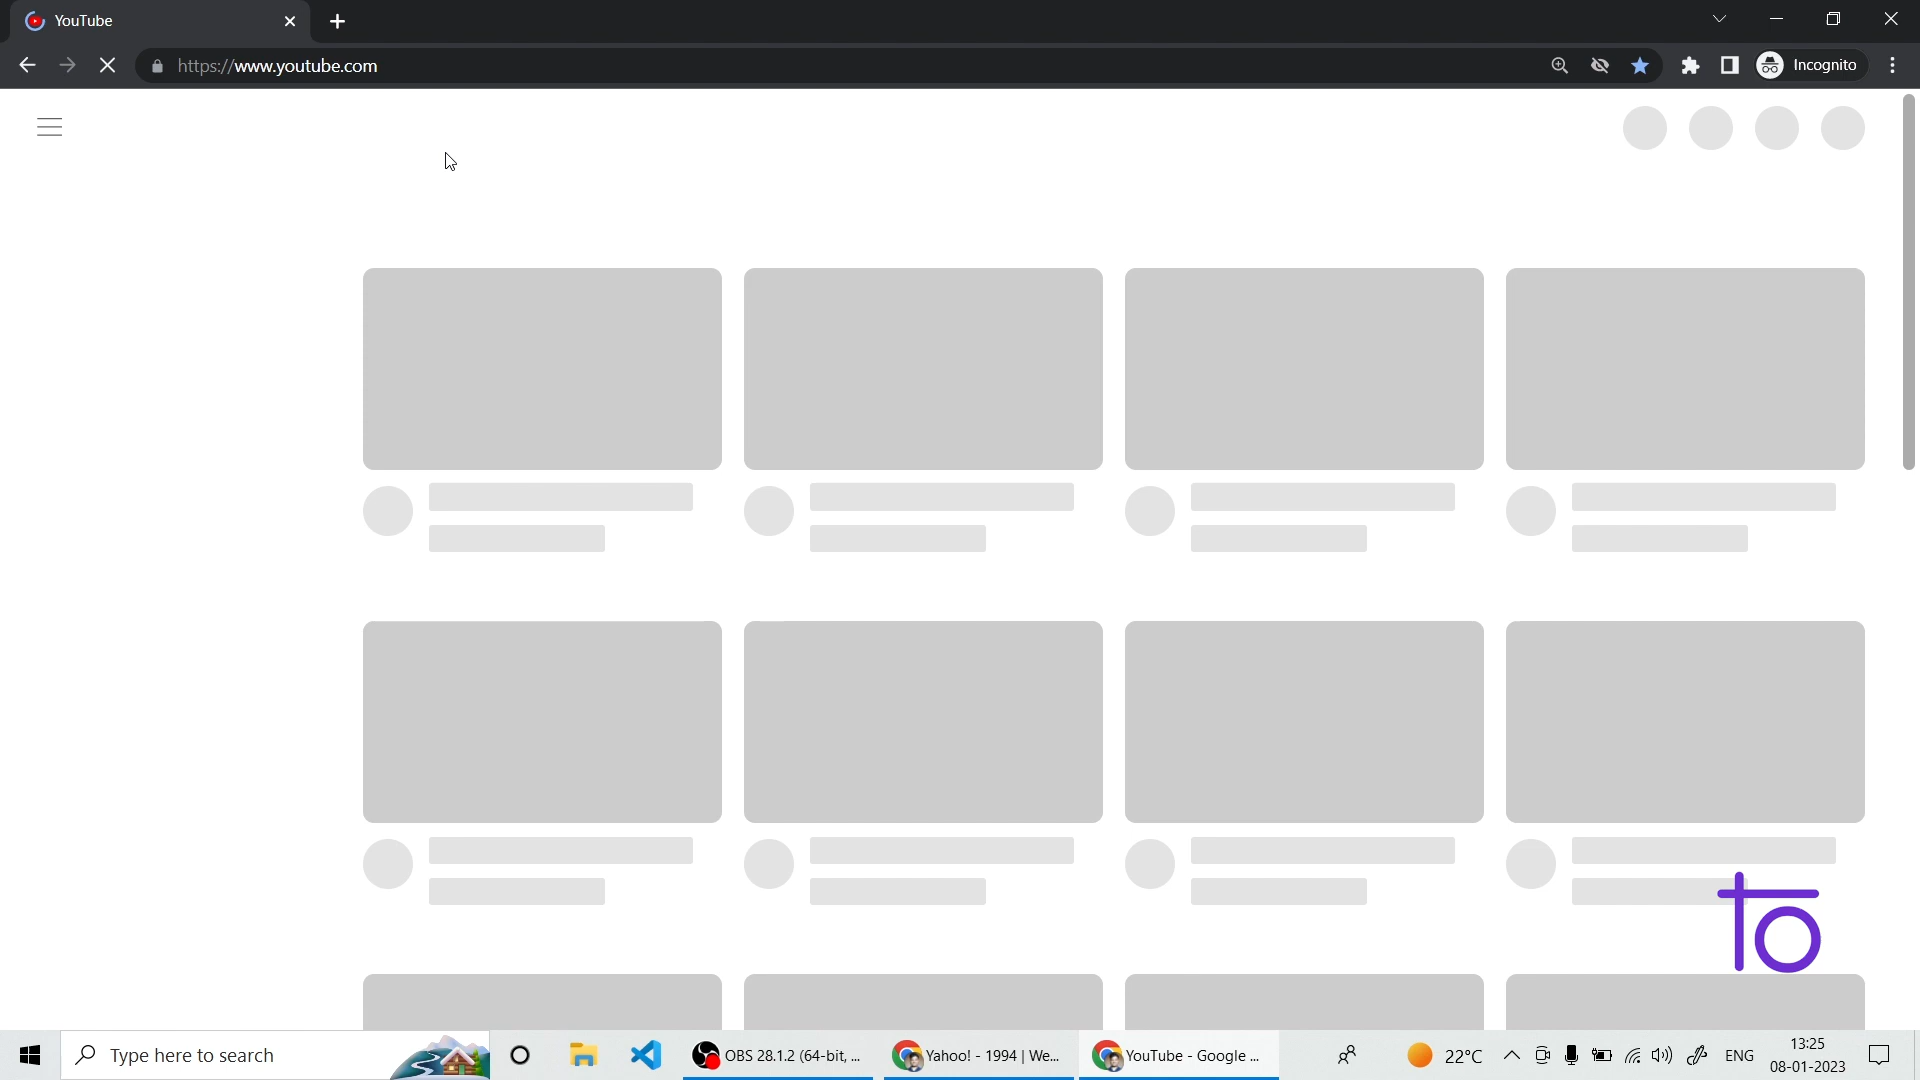 YouTube
https://www.youtube.com
Incognito
to
Type here to search
OBS 28.1.2 (64-bit, ...
Yahoo! - 1994 | We...
YouTube - Google ...
22°C
ENG
13:25
08-01-2023